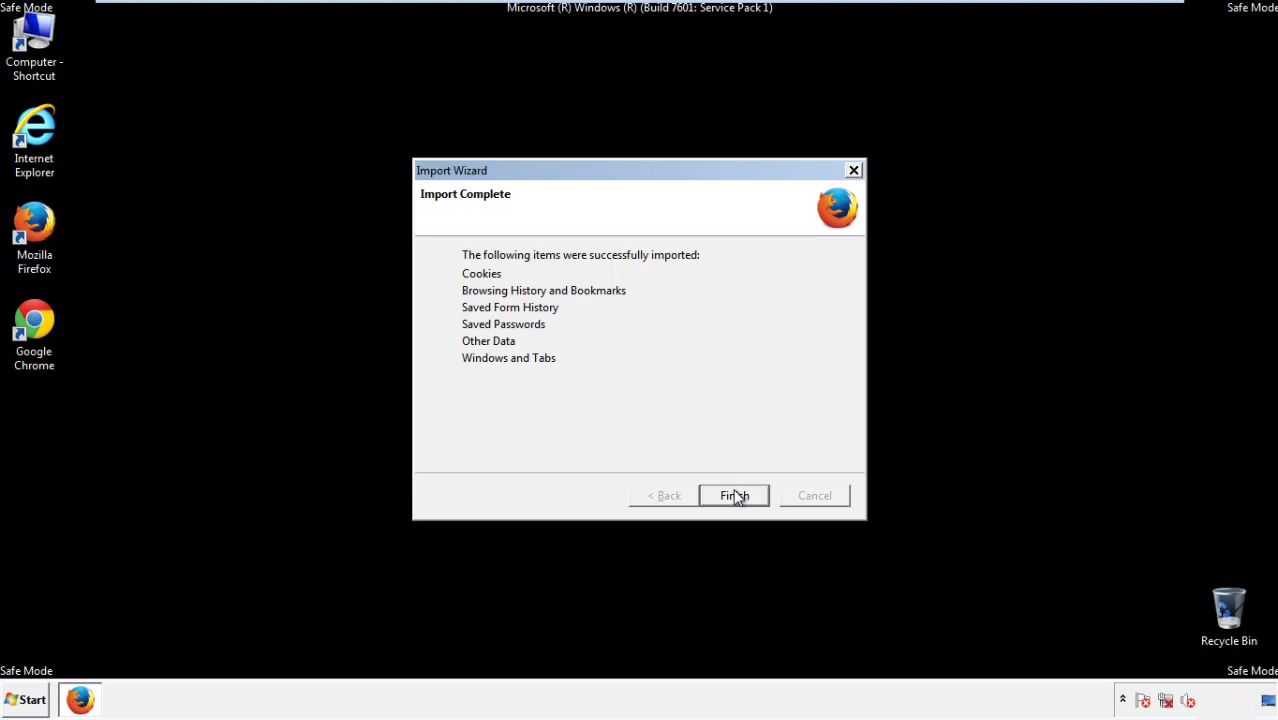 Safe Mode
Microsoft (R) Windows (R) (Build 7601: Service Pack 1)
Safe Mode
Computer -
Shortcut
Internet
Explorer
Mozilla
Firefox
Google
Chrome
Import Wizard
Import Complete
The following items were successfully imported:
Cookies
Browsing History and Bookmarks
Saved Form History
Saved Passwords
Other Data
Windows and Tabs
< Back
Finish
Cancel
Recycle Bin
Safe Mode
Safe Mode
Start